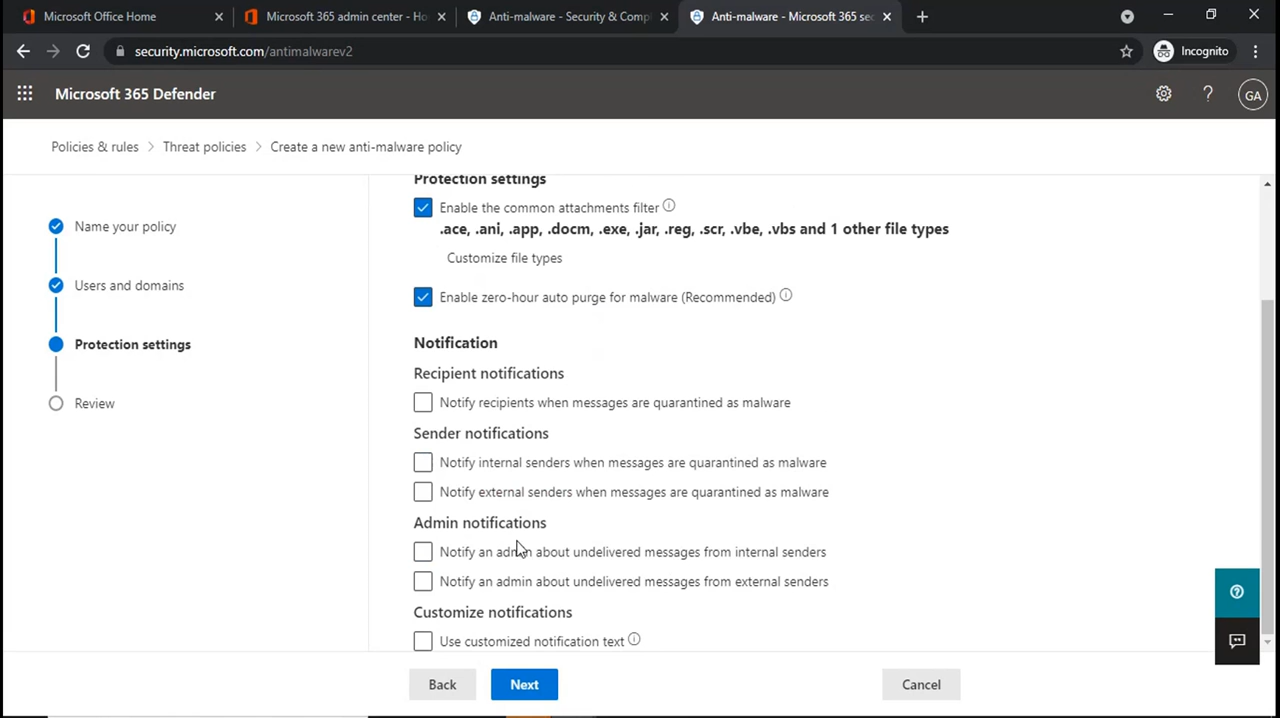 Microsoft Office Home
Microsoft 365 admin center - Ho
Anti-malware - Security & Compl
Anti-malware - Microsoft 365 sec
security.microsoft.com/antimalwarev2
Incognito
Microsoft 365 Defender
?
GA
Policies & rules > Threat policies > Create a new anti-malware policy
Name your policy
Users and domains
Protection settings
Review
Protection settings
Enable the common attachments filter
.ace, .ani, .app, .docm, .exe, .jar, .reg, .scr, .vbe, .vbs and 1 other file types
Customize file types
Enable zero-hour auto purge for malware (Recommended)
Notification
Recipient notifications
Notify recipients when messages are quarantined as malware
Sender notifications
Notify internal senders when messages are quarantined as malware
Notify external senders when messages are quarantined as malware
Admin notifications
Notify an admin about undelivered messages from internal senders
Notify an admin about undelivered messages from external senders
Customize notifications
Use customized notification text
Back
Next
Cancel